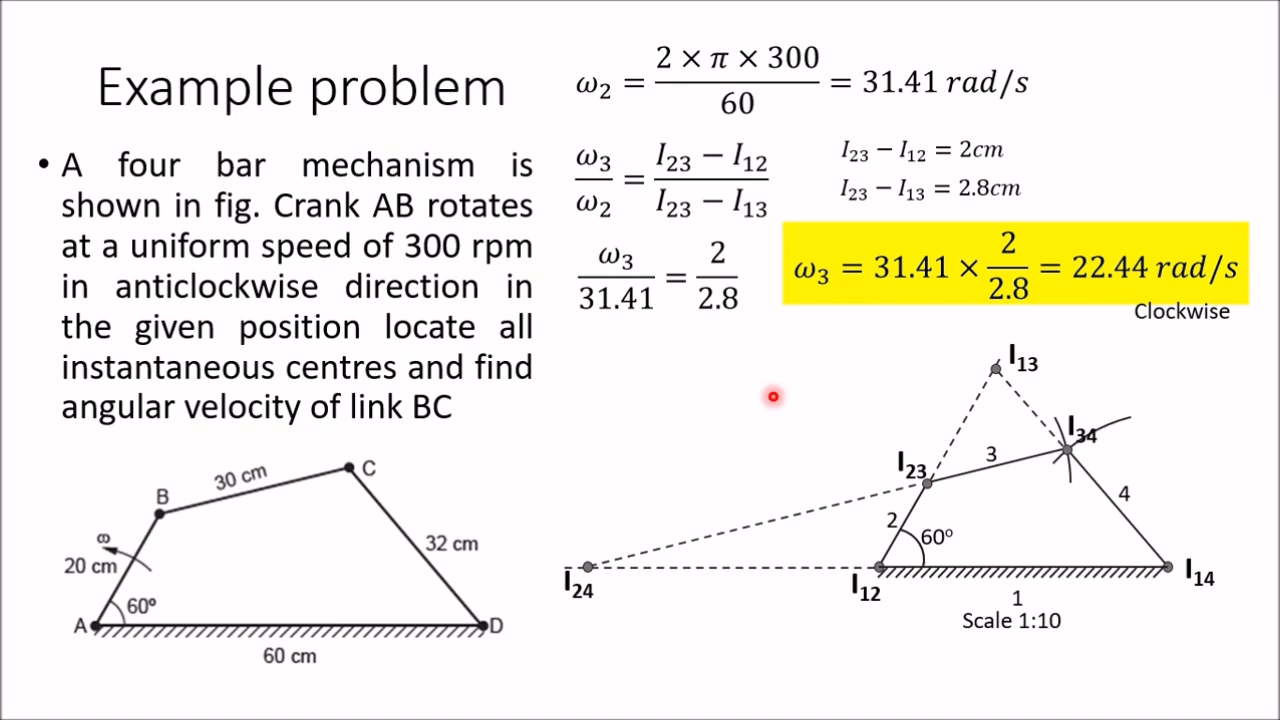 Example problem
• A four bar mechanism is
shown in fig. Crank AB rotates
at a uniform speed of 300 rpm
in anticlockwise direction in
the given position locate all
instantaneous centres and find
angular velocity of link BC
ω₂ = (2 × π × 300)/60 = 31.41 rad/s
ω₃/ω₂ = (I₂₃ − I₁₂)/(I₂₃ − I₁₃)
I₂₃ − I₁₂ = 2cm
I₂₃ − I₁₃ = 2.8cm
ω₃/31.41 = 2/2.8
ω₃ = 31.41 × 2/2.8 = 22.44 rad/s
Clockwise
B
30 cm
C
ω
20 cm
32 cm
60º
A
D
60 cm
I₁₃
I₃₄
I₂₃
3
4
2
60º
I₂₄
I₁₂
I₁₄
1
Scale 1:10